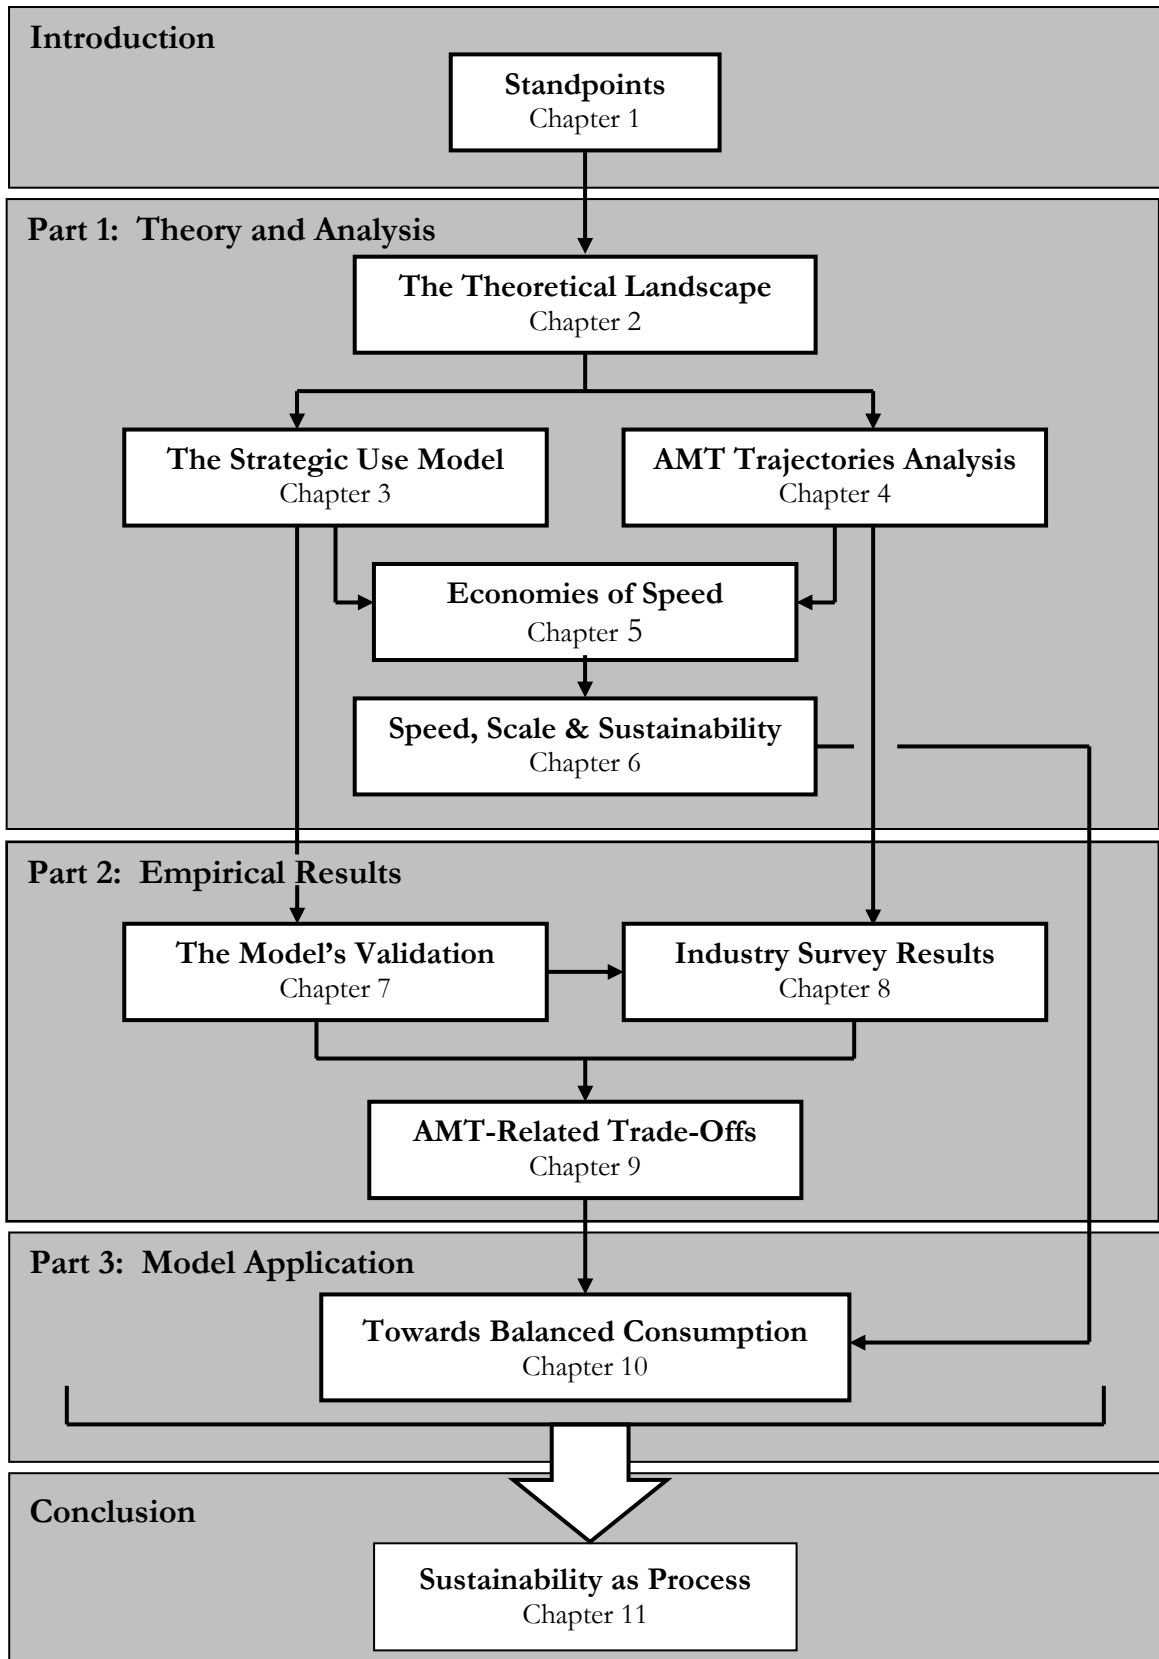 Introduction
Standpoints
Chapter 1
Part 1:  Theory and Analysis
The Theoretical Landscape
Chapter 2
The Strategic Use Model
Chapter 3
AMT Trajectories Analysis
Chapter 4
Economies of Speed
Chapter 5
Speed, Scale & Sustainability
Chapter 6
Part 2:  Empirical Results
The Model’s Validation
Chapter 7
Industry Survey Results
Chapter 8
AMT-Related Trade-Offs
Chapter 9
Part 3:  Model Application
Towards Balanced Consumption
Chapter 10
Conclusion
Sustainability as Process
Chapter 11